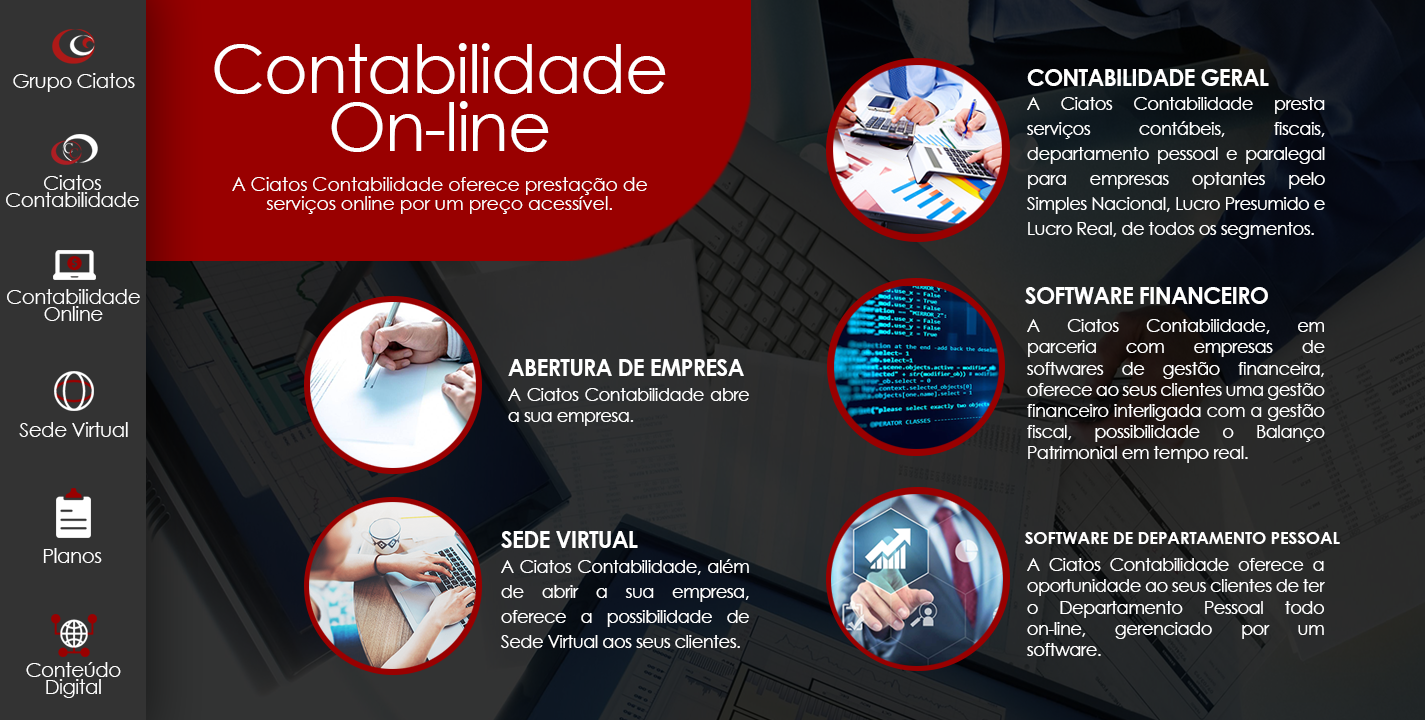 Grupo Ciatos
Ciatos
Contabilidade
Contabilidade
Online
Sede Virtual
Planos
Conteúdo
Digital
Contabilidade
On-line
A Ciatos Contabilidade oferece prestação de
serviços online por um preço acessível.
ABERTURA DE EMPRESA
A Ciatos Contabilidade abre
a sua empresa.
SEDE VIRTUAL
A Ciatos Contabilidade, além
de abrir a sua empresa,
oferece a possibilidade de
Sede Virtual aos seus clientes.
CONTABILIDADE GERAL
A Ciatos Contabilidade presta
serviços contábeis, fiscais,
departamento pessoal e paralegal
para empresas optantes pelo
Simples Nacional, Lucro Presumido e
Lucro Real, de todos os segmentos.
SOFTWARE FINANCEIRO
A Ciatos Contabilidade, em
parceria com empresas de
softwares de gestão financeira,
oferece ao seus clientes uma gestão
financeiro interligada com a gestão
fiscal, possibilidade o Balanço
Patrimonial em tempo real.
SOFTWARE DE DEPARTAMENTO PESSOAL
A Ciatos Contabilidade oferece a
oportunidade ao seus clientes de ter
o Departamento Pessoal todo
on-line, gerenciado por um
software.